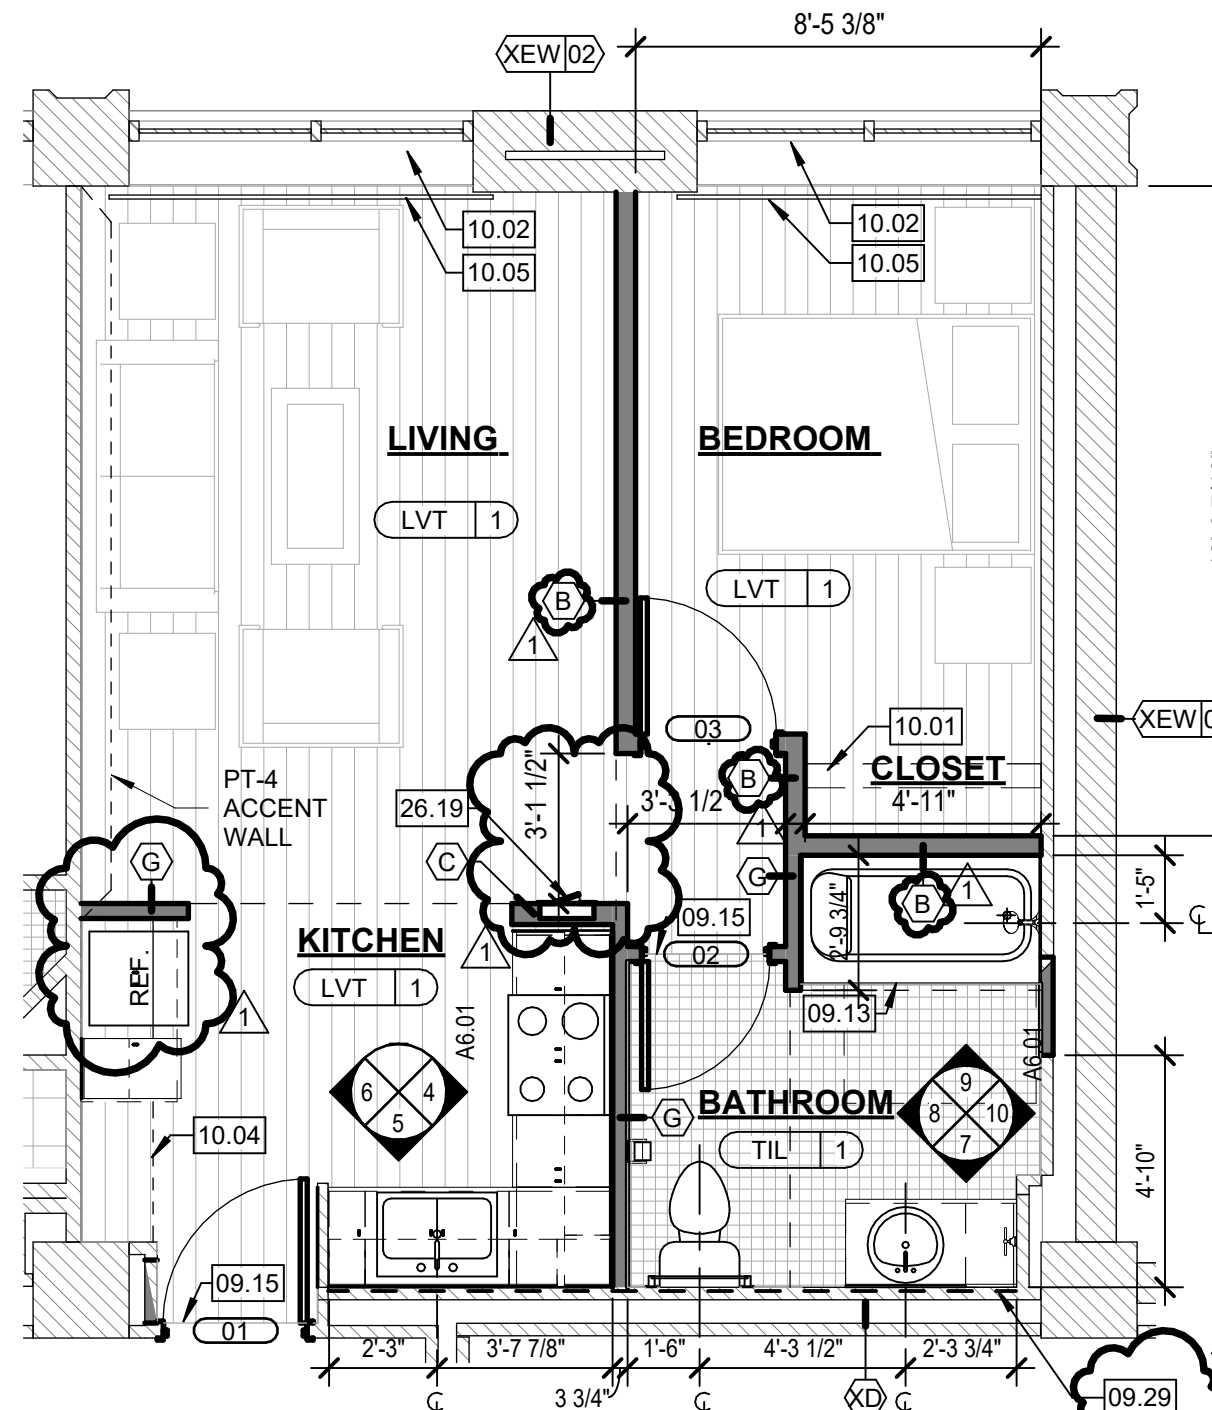 8'-5 3/8"
XEW 02
10.02
10.05
10.02
10.05
LIVING
BEDROOM
LVT 1
LVT 1
B
1
03
10.01
XEW
CLOSET
4'-11"
B
1
PT-4
ACCENT
WALL
26.19
3'-1 1/2"
1/2"
G
C
G
B
1
1'-5"
℄
2'-9 3/4"
09.15
02
KITCHEN
1
REF.
LVT 1
1
A6.01
09.13
A6.01
6
4
5
G
BATHROOM
9
8
10
7
TIL 1
10.04
4'-10"
09.15
01
2'-3"
3'-7 7/8"
1'-6"
4'-3 1/2"
2'-3 3/4"
℄
3 3/4"
℄
XD
℄
09.29